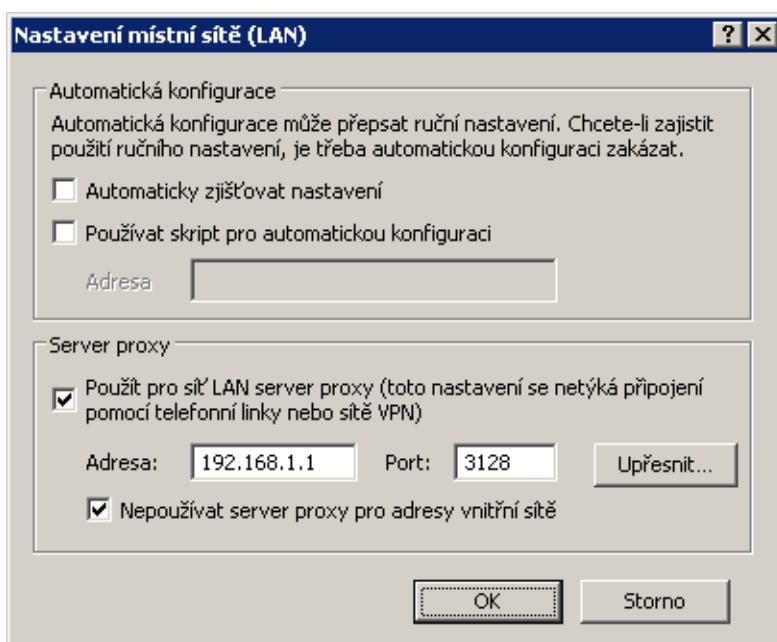 Nastavení místní sítě (LAN)
Automatická konfigurace
Automatická konfigurace může přepsat ruční nastavení. Chcete-li zajistit
použití ručního nastavení, je třeba automatickou konfiguraci zakázat.
Automaticky zjišťovat nastavení
Používat skript pro automatickou konfiguraci
Adresa
Server proxy
Použít pro síť LAN server proxy (toto nastavení se netýká připojení
pomocí telefonní linky nebo sítě VPN)
Adresa: 192.168.1.1 Port: 3128 Upřesnit...
Nepoužívat server proxy pro adresy vnitřní sítě
OK Storno